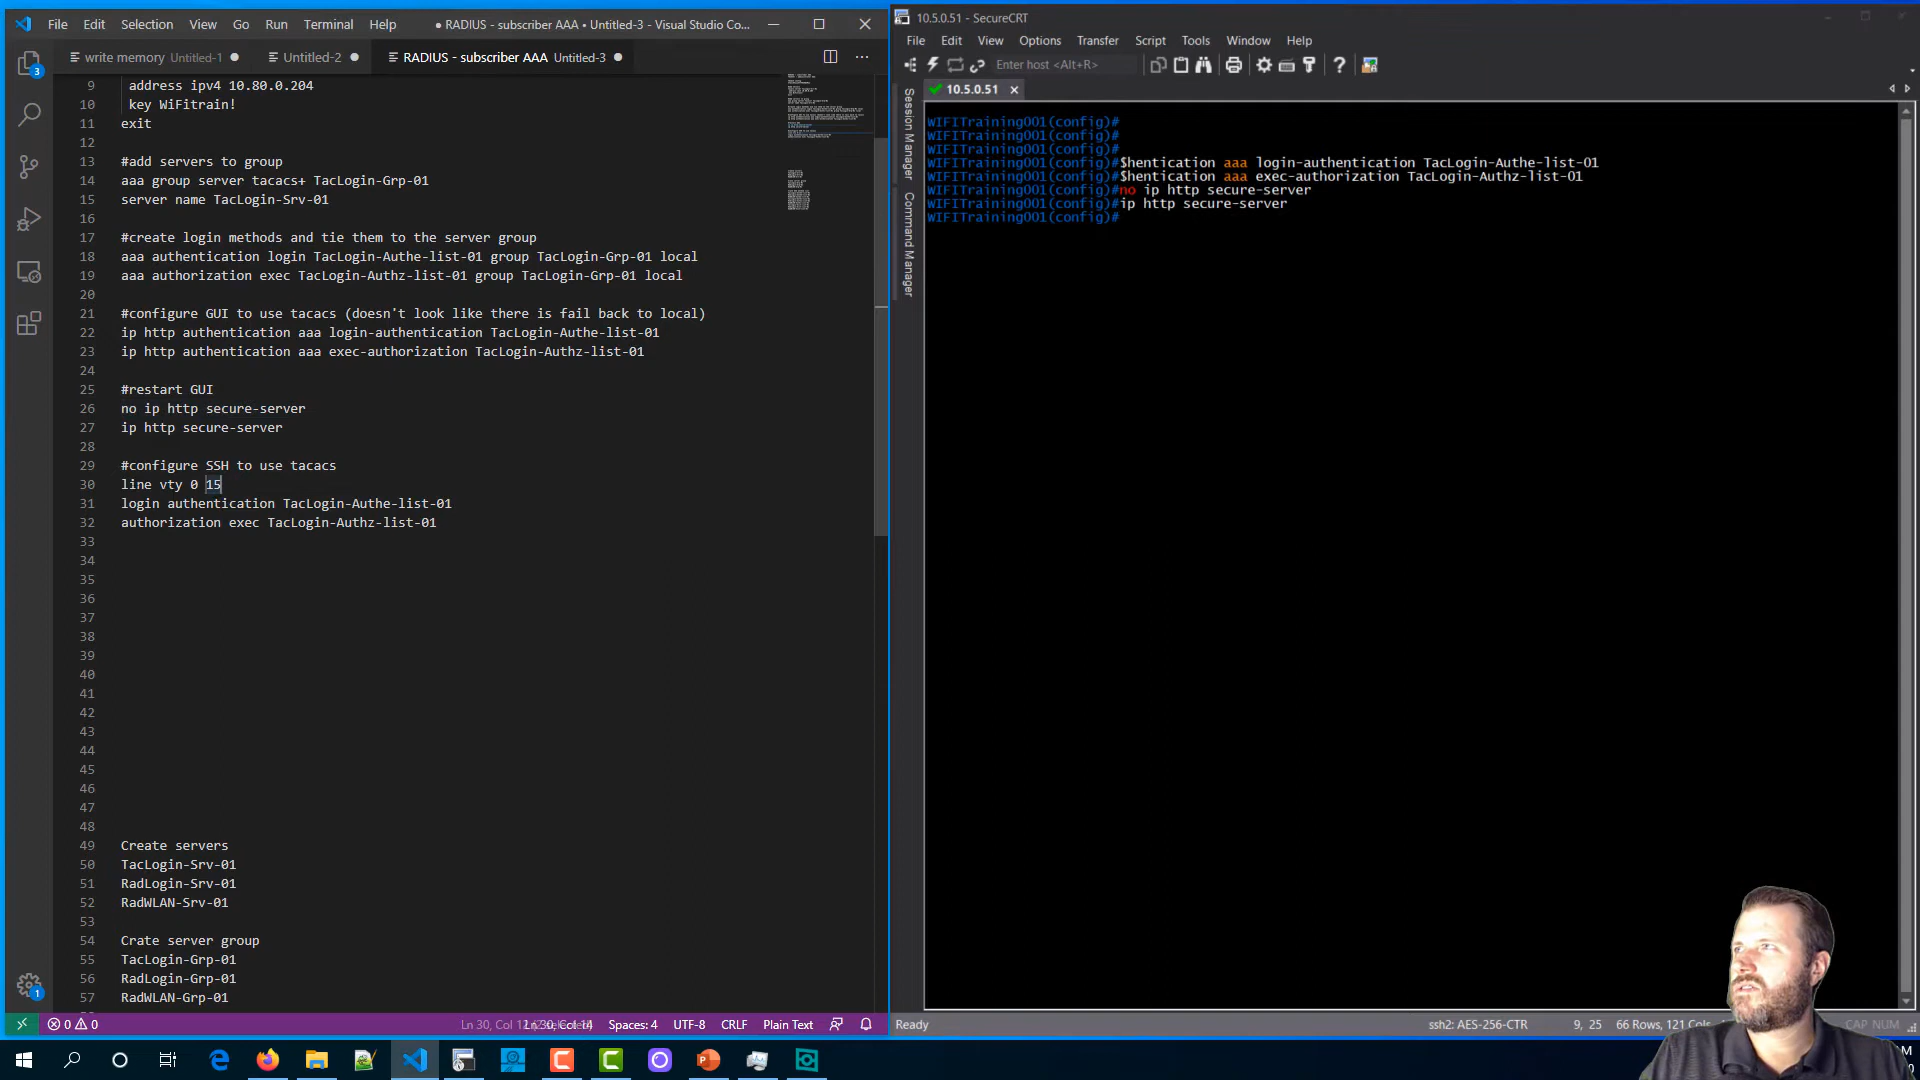 File Edit Selection View Go Run Terminal Help
● RADIUS - subscriber AAA • Untitled-3 - Visual Studio Co...
write memory Untitled-1
Untitled-2
RADIUS - subscriber AAA Untitled-3
3
9 address ipv4 10.80.0.204
10 key WiFitrain!
11 exit
12
13 #add servers to group
14 aaa group server tacacs+ TacLogin-Grp-01
15 server name TacLogin-Srv-01
16
17 #create login methods and tie them to the server group
18 aaa authentication login TacLogin-Authe-list-01 group TacLogin-Grp-01 local
19 aaa authorization exec TacLogin-Authz-list-01 group TacLogin-Grp-01 local
20
21 #configure GUI to use tacacs (doesn't look like there is fail back to local)
22 ip http authentication aaa login-authentication TacLogin-Authe-list-01
23 ip http authentication aaa exec-authorization TacLogin-Authz-list-01
24
25 #restart GUI
26 no ip http secure-server
27 ip http secure-server
28
29 #configure SSH to use tacacs
30 line vty 0 15
31 login authentication TacLogin-Authe-list-01
32 authorization exec TacLogin-Authz-list-01
33
34
35
36
37
38
39
40
41
42
43
44
45
46
47
48
49 Create servers
50 TacLogin-Srv-01
51 RadLogin-Srv-01
52 RadWLAN-Srv-01
53
54 Crate server group
55 TacLogin-Grp-01
56 RadLogin-Grp-01
57 RadWLAN-Grp-01
1
0 0
Spaces: 4 UTF-8 CRLF Plain Text
10.5.0.51 - SecureCRT
File Edit View Options Transfer Script Tools Window Help
Enter host <Alt+R>
10.5.0.51
Session Manager
Command Manager
WIFITraining001(config)#
WIFITraining001(config)#
WIFITraining001(config)#
WIFITraining001(config)#$hentication aaa login-authentication TacLogin-Authe-list-01
WIFITraining001(config)#$hentication aaa exec-authorization TacLogin-Authz-list-01
WIFITraining001(config)#no ip http secure-server
WIFITraining001(config)#ip http secure-server
WIFITraining001(config)#
Ready
ssh2: AES-256-CTR 9, 25 66 Rows, 121 Cols
CAP NUM